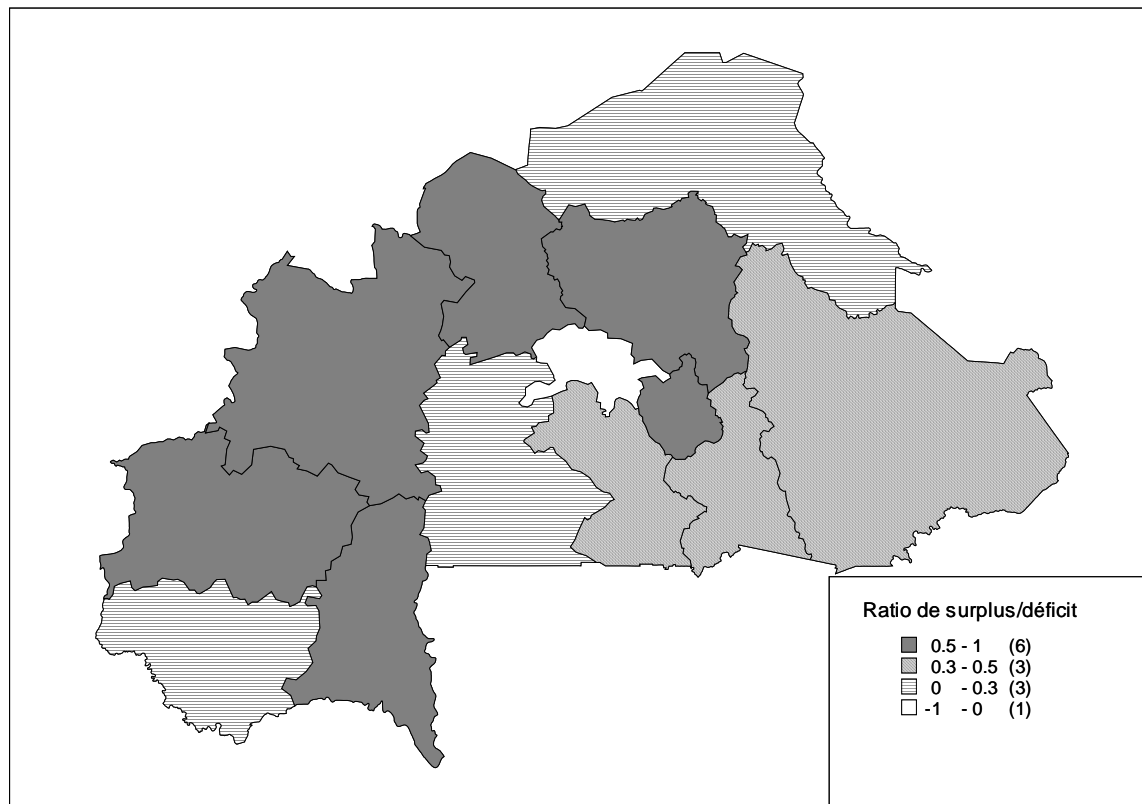 Ratio de surplus/déficit
0.5 - 1 (6)
0.3 - 0.5 (3)
0 - 0.3 (3)
-1 - 0 (1)